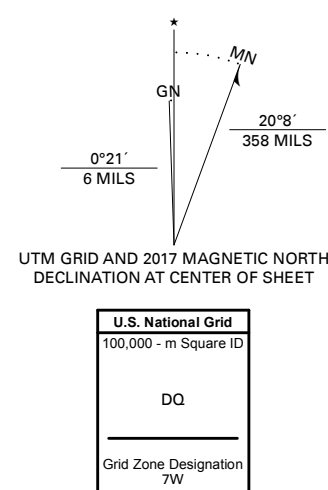 MN
GN
20°8´
358 MILS
0°21´
6 MILS
UTM GRID AND 2017 MAGNETIC NORTH
DECLINATION AT CENTER OF SHEET
U.S. National Grid
100,000 - m Square ID
DQ
Grid Zone Designation
7W